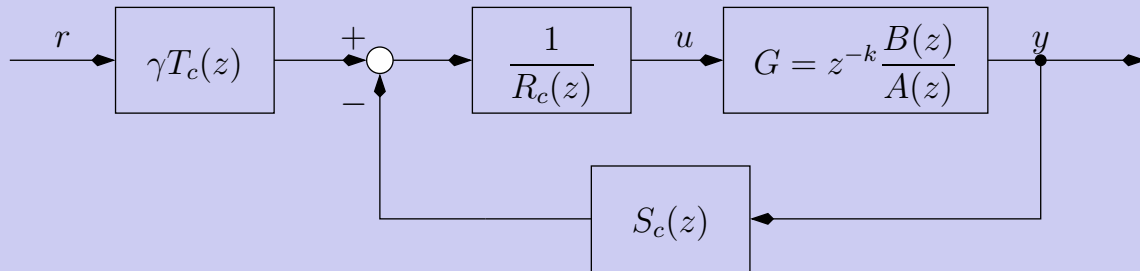 r
γT_c(z)
+
−
1
R_c(z)
u
G = z^{-k} B(z)
A(z)
y
S_c(z)